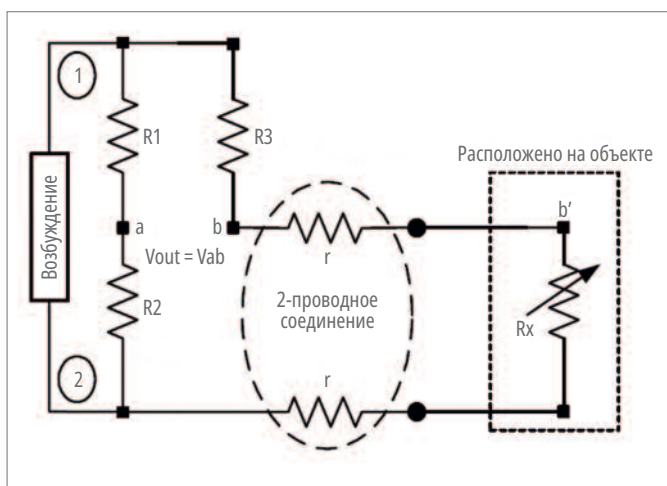 1
R1
R3
Расположено на объекте
Возбуждение
a
b
b'
Vout = Vab
r
2-проводное
соединение
R2
Rx
2
r